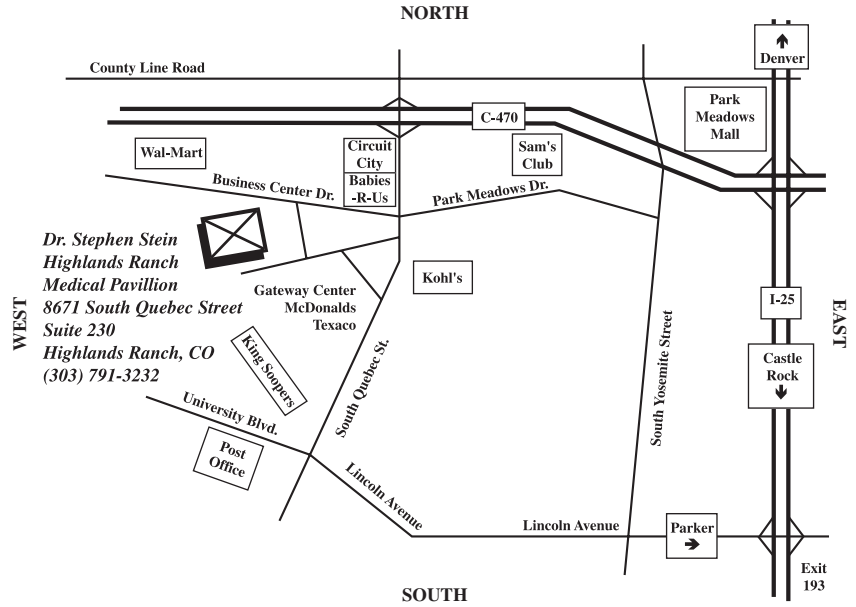 NORTH
Denver
County Line Road
Park
Meadows
Mall
C-470
Wal-Mart
Circuit
City
Babies
-R-Us
Sam's
Club
Business Center Dr.
Park Meadows Dr.
Dr. Stephen Stein
Highlands Ranch
Medical Pavillion
8671 South Quebec Street
Suite 230
Highlands Ranch, CO
(303) 791-3232
Gateway Center
McDonalds
Texaco
Kohl's
I-25
WEST
EAST
King Soopers
South Quebec St.
South Yosemite Street
Castle
Rock
University Blvd.
Post
Office
Lincoln Avenue
Lincoln Avenue
Parker
Exit
193
SOUTH